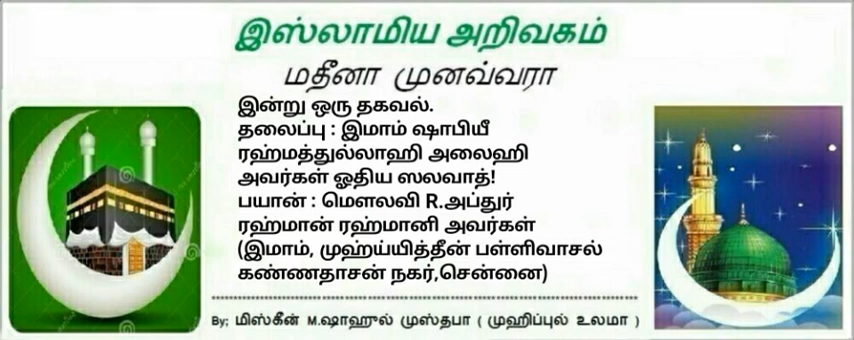 இஸ்லாமிய அறிவகம்
மதீனா முனவ்வரா
இன்று ஒரு தகவல்.
தலைப்பு : இமாம் ஷாபியீ
ரஹ்மத்துல்லாஹி அலைஹி
அவர்கள் ஓதிய ஸலவாத்!
பயான் : மௌலவி R.அப்துர்
ரஹ்மான் ரஹ்மானி அவர்கள்
(இமாம், முஹ்ய்யித்தீன் பள்ளிவாசல்
கண்ணதாசன் நகர்,சென்னை)
By; மிஸ்கீன் M.ஷாஹுல் முஸ்தபா ( முஹிப்புல் உலமா )